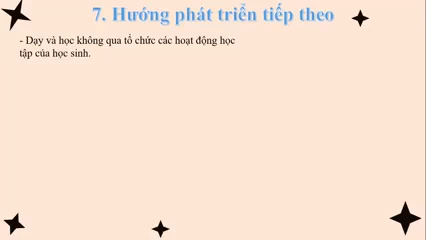 7. Hướng phát triển tiếp theo
- Dạy và học không qua tổ chức các hoạt động học
tập của học sinh.